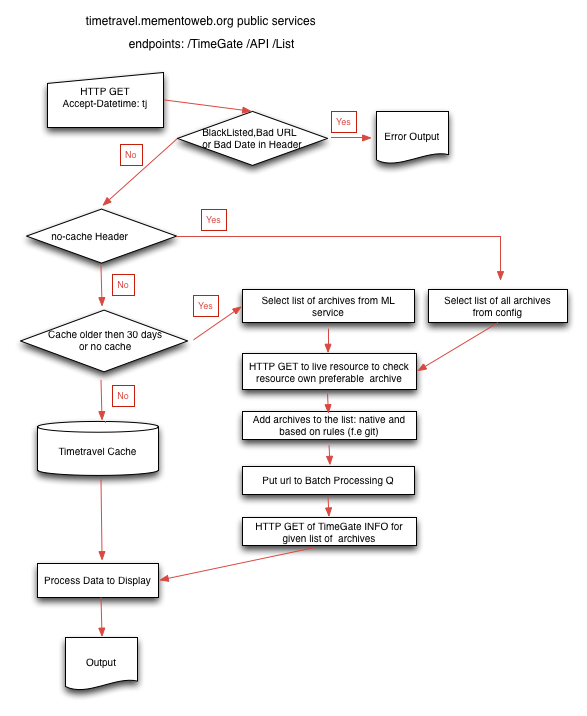 timetravel.mementoweb.org public services
endpoints: /TimeGate /API /List
HTTP GET
Accept-Datetime: tj
BlackListed,Bad URL
or Bad Date in Header
Yes
Error Output
No
no-cache Header
Yes
No
Cache older then 30 days
or no cache
Yes
Select list of archives from ML
service
Select list of all archives
from config
HTTP GET to live resource to check
resource own preferable archive
No
Add archives to the list: native and
based on rules (f.e git)
Timetravel Cache
Put url to Batch Processing Q
HTTP GET of TimeGate INFO for
given list of archives
Process Data to Display
Output